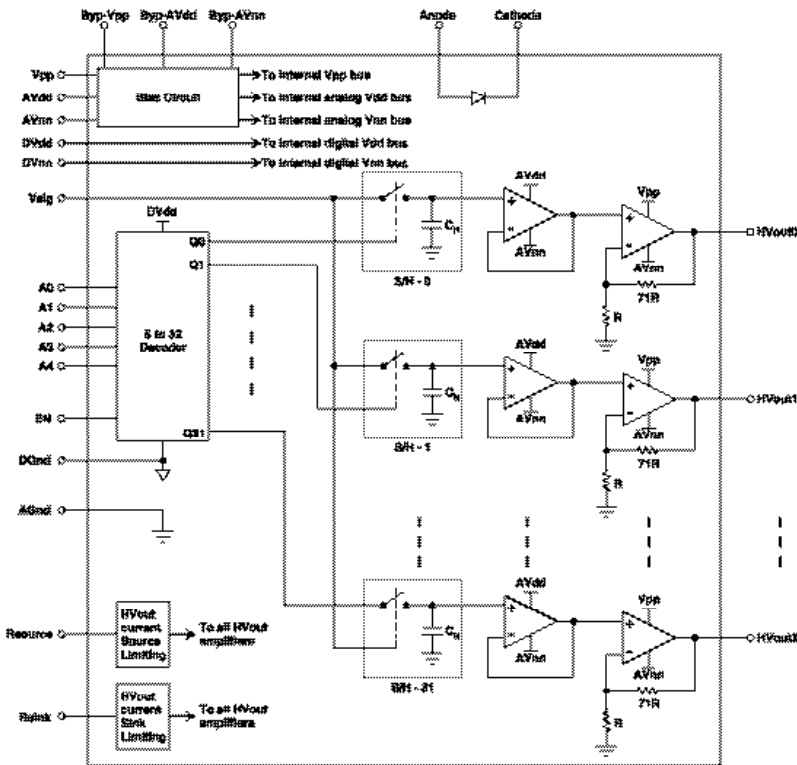 Byp-Vpp Byp-AVdd Byp-AVnn Anode Cathode
Vpp To internal Vpp bus
AVdd Bias Circuit To internal analog Vdd bus
AVnn To internal analog Vnn bus
DVdd To internal digital Vdd bus
DVnn To internal digital Vnn bus
Vsig DVdd AVdd Vpp
Q0 CH HVout0
Q1 AVnn AVnn
S/H - 0 71R
A0 R
A1
A2 5 to 32
A3 Decoder AVdd Vpp
A4
CH HVout1
EN AVnn AVnn
Q31 S/H - 1 71R
DGnd R
AGnd
AVdd Vpp
HVout
current
Rsource Source To all HVout
Limiting amplifiers
CH
AVnn AVnn
HVout S/H - 31 71R
current
Rsink Sink To all HVout
Limiting amplifiers R